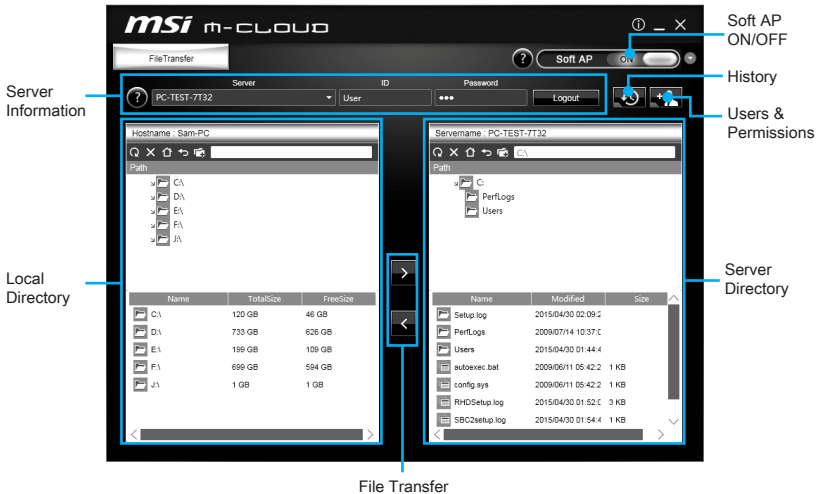 msi m-cloud
Soft AP
ON/OFF
FileTransfer
? Soft AP ON
History
Server
Information
Server ID Password
? PC-TEST-7T32 User ••• Logout
Users &
Permissions
Hostname : Sam-PC
Path
C:\
D:\
E:\
F:\
J:\
Servername : PC-TEST-7T32
C:\
Path
C:
PerfLogs
Users
Local
Directory
Server
Directory
Name TotalSize FreeSize
C:\ 120 GB 46 GB
D:\ 733 GB 626 GB
E:\ 199 GB 109 GB
F:\ 699 GB 594 GB
J:\ 1 GB 1 GB
Name Modified Size
Setup.log 2015/04/30 02:09:2
PerfLogs 2009/07/14 10:37:
Users 2015/04/30 01:44:4
autoexec.bat 2009/06/11 05:42:2 1 KB
config.sys 2009/06/11 05:42:2 1 KB
RHDSetup.log 2015/04/30 01:52: 3 KB
SBC2setup.log 2015/04/30 01:54:4 1 KB
File Transfer